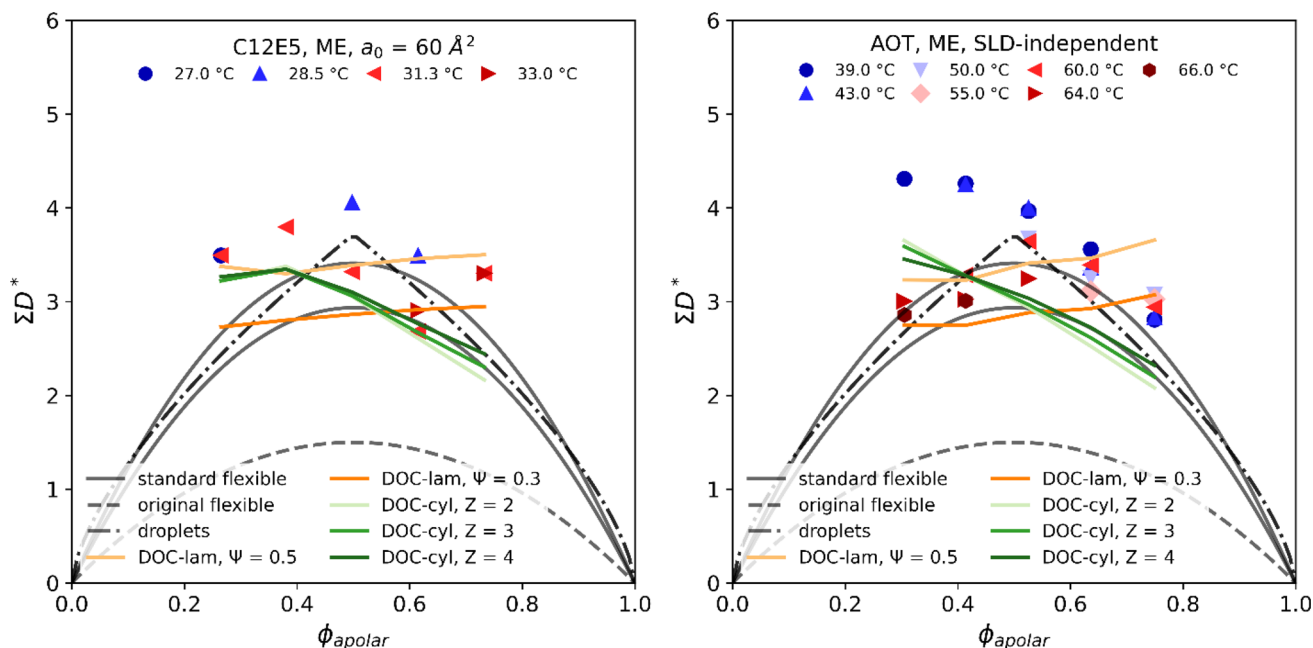 C12E5, ME, a₀ = 60 Å²
27.0 °C 28.5 °C 31.3 °C 33.0 °C
6
5
4
3
2
1
0
ΣD*
standard flexible
original flexible
droplets
DOC-lam, Ψ = 0.5
DOC-lam, Ψ = 0.3
DOC-cyl, Z = 2
DOC-cyl, Z = 3
DOC-cyl, Z = 4
0.0 0.2 0.4 0.6 0.8 1.0
ϕapolar
AOT, ME, SLD-independent
39.0 °C 50.0 °C 60.0 °C 66.0 °C
43.0 °C 55.0 °C 64.0 °C
6
5
4
3
2
1
0
ΣD*
standard flexible
original flexible
droplets
DOC-lam, Ψ = 0.5
DOC-lam, Ψ = 0.3
DOC-cyl, Z = 2
DOC-cyl, Z = 3
DOC-cyl, Z = 4
0.0 0.2 0.4 0.6 0.8 1.0
ϕapolar